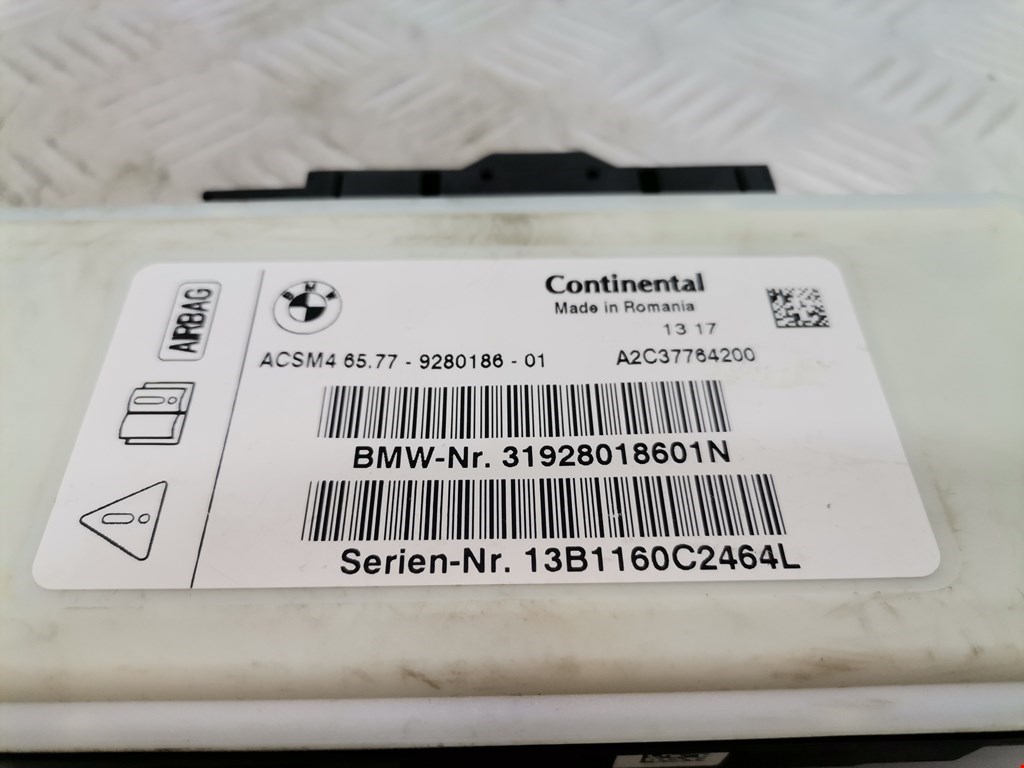 AIRBAG
BMW
Continental
Made in Romania
13 17
ACSM4 65.77 - 9280186 - 01 A2C37764200
BMW-Nr. 31928018601N
Serien-Nr. 13B1160C2464L